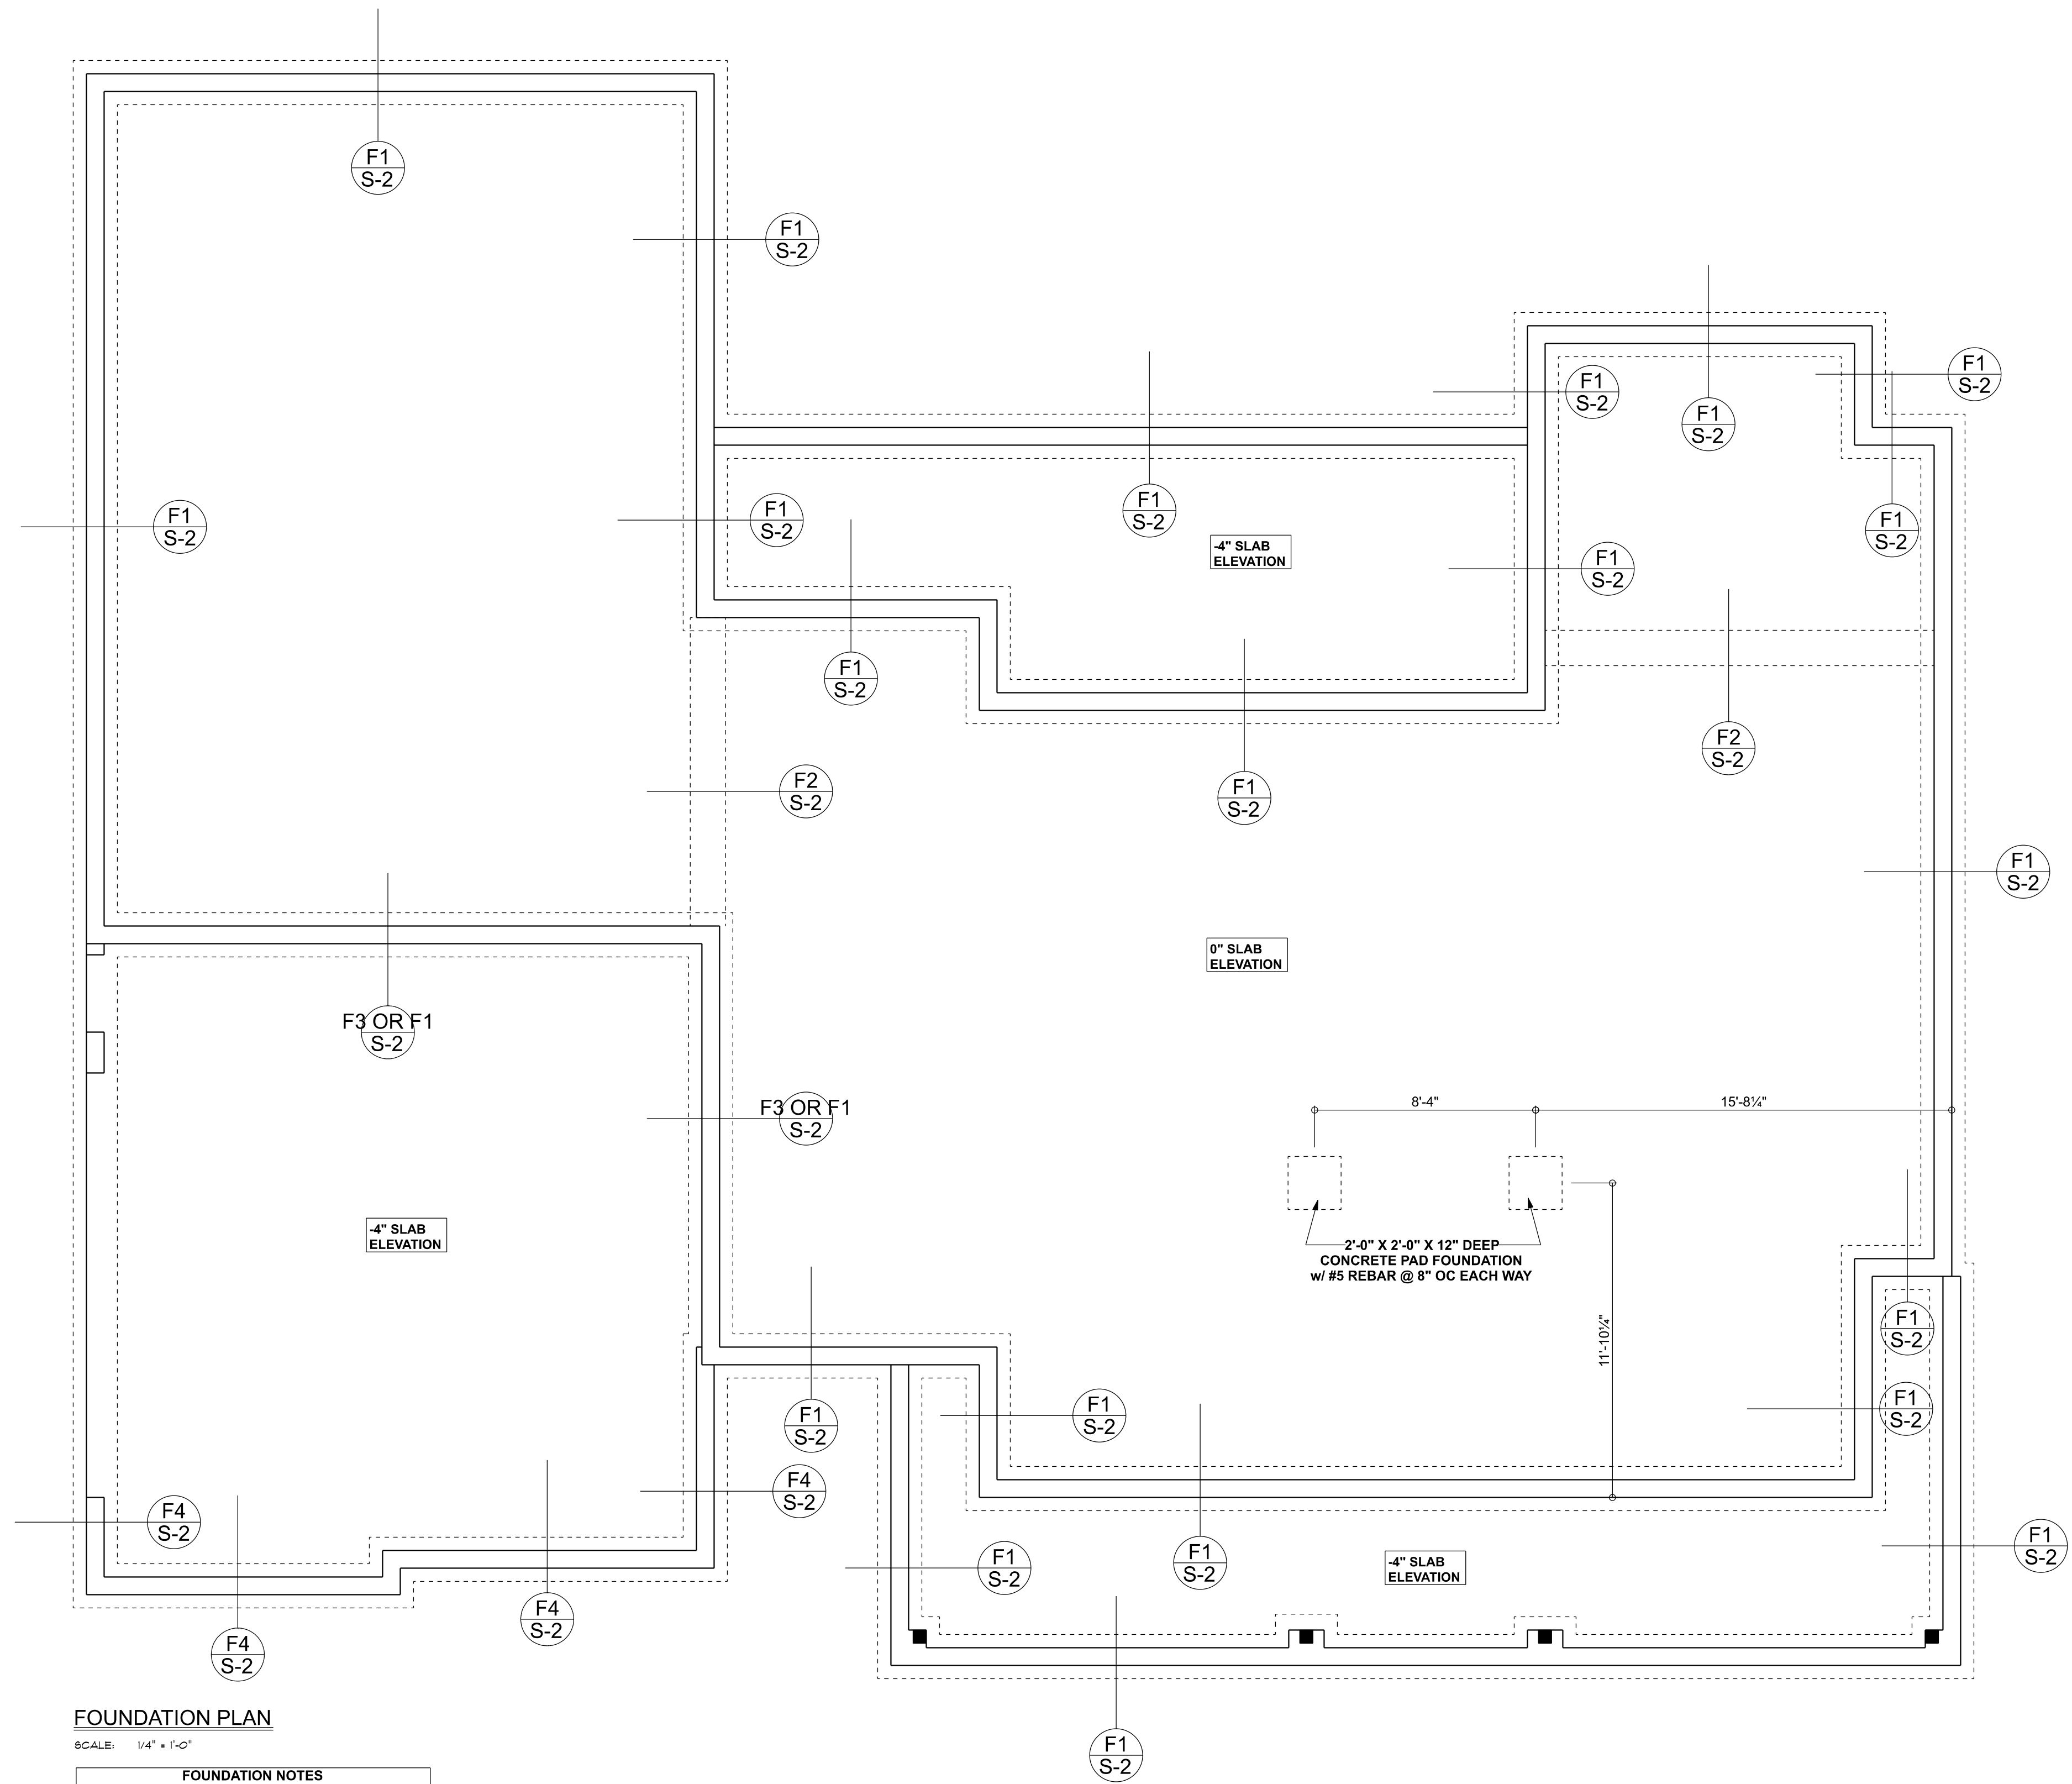 F1
S-2
F1
S-2
F1
S-2
F1
S-2
F1
S-2
F1
S-2
F1
S-2
F1
S-2
F1
S-2
-4" SLAB
ELEVATION
F1
S-2
F1
S-2
F2
S-2
F2
S-2
F1
S-2
F1
S-2
0" SLAB
ELEVATION
F3 OR F1
S-2
F3 OR F1
S-2
8'-4"
15'-8¼"
-4" SLAB
ELEVATION
2'-0" X 2'-0" X 12" DEEP
CONCRETE PAD FOUNDATION
w/ #5 REBAR @ 8" OC EACH WAY
11'-10¼"
F1
S-2
F1
S-2
F1
S-2
F1
S-2
F4
S-2
F4
S-2
F1
S-2
F1
S-2
F1
S-2
-4" SLAB
ELEVATION
F4
S-2
F4
S-2
F1
S-2
FOUNDATION PLAN
SCALE: 1/4" = 1'-0"
FOUNDATION NOTES